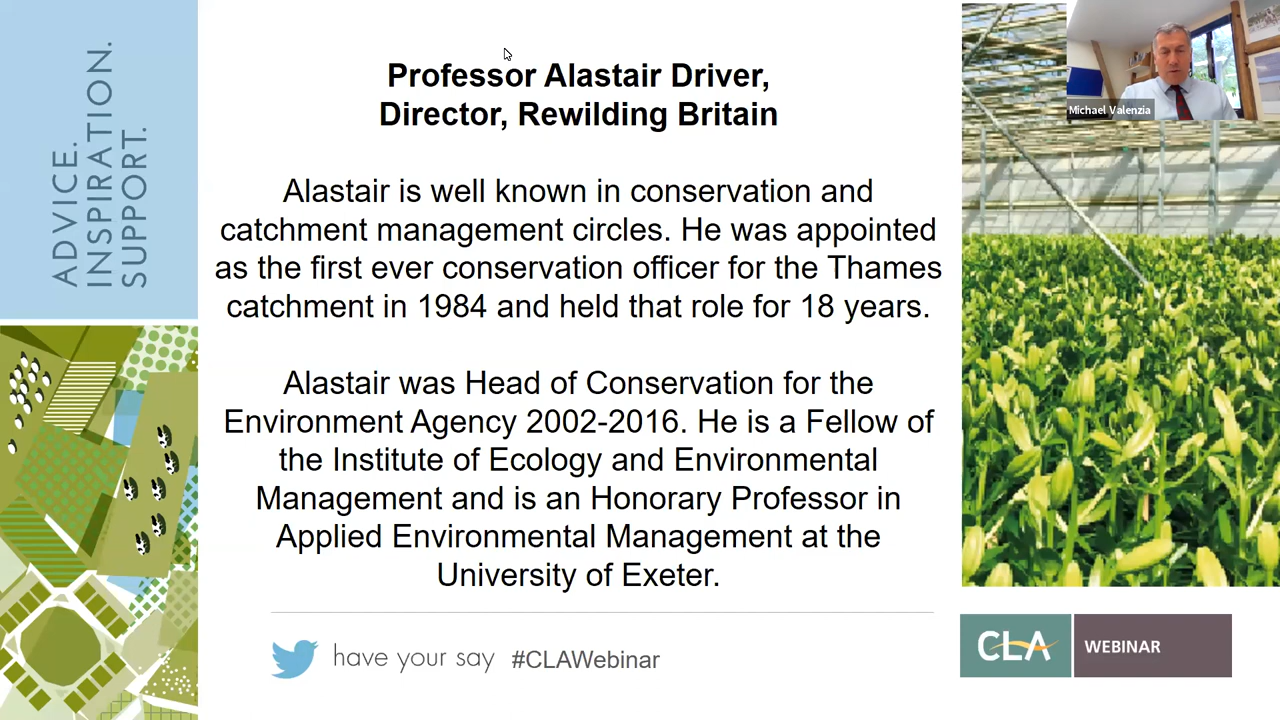 ADVICE.
INSPIRATION.
SUPPORT.
Professor Alastair Driver,
Director, Rewilding Britain
Alastair is well known in conservation and
catchment management circles. He was appointed
as the first ever conservation officer for the Thames
catchment in 1984 and held that role for 18 years.
Alastair was Head of Conservation for the
Environment Agency 2002-2016. He is a Fellow of
the Institute of Ecology and Environmental
Management and is an Honorary Professor in
Applied Environmental Management at the
University of Exeter.
have your say #CLAWebinar
Michael Valenzia
CLA WEBINAR